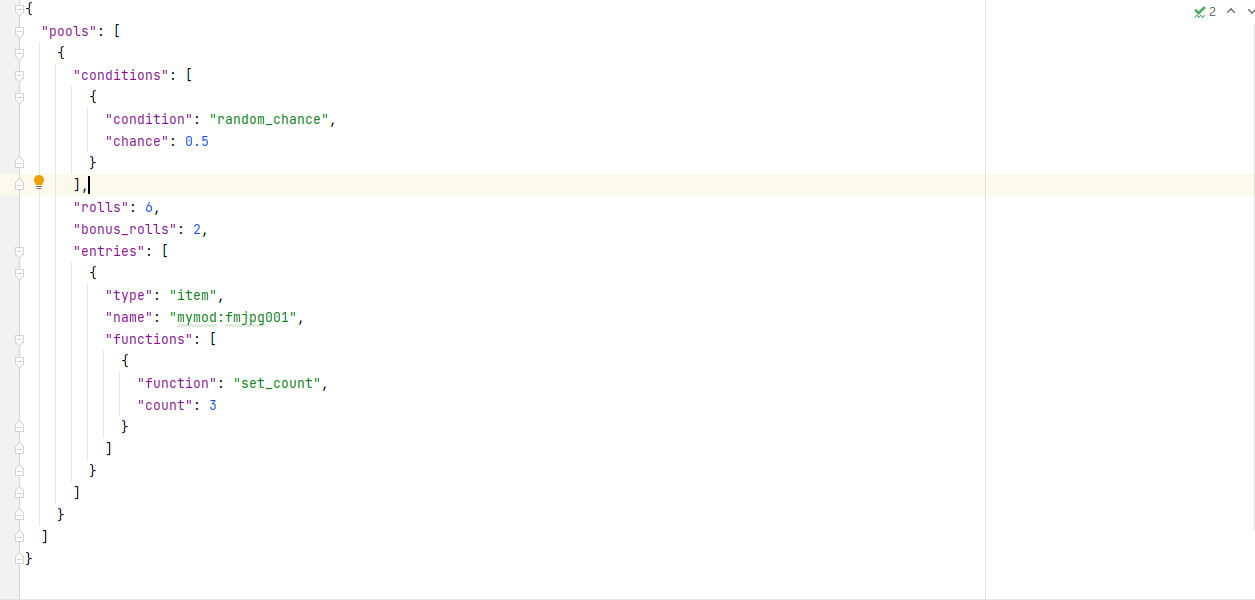 2
{
  "pools": [
    {
      "conditions": [
        {
          "condition": "random_chance",
          "chance": 0.5
        }
      ],
      "rolls": 6,
      "bonus_rolls": 2,
      "entries": [
        {
          "type": "item",
          "name": "mymod:fmjpg001",
          "functions": [
            {
              "function": "set_count",
              "count": 3
            }
          ]
        }
      ]
    }
  ]
}